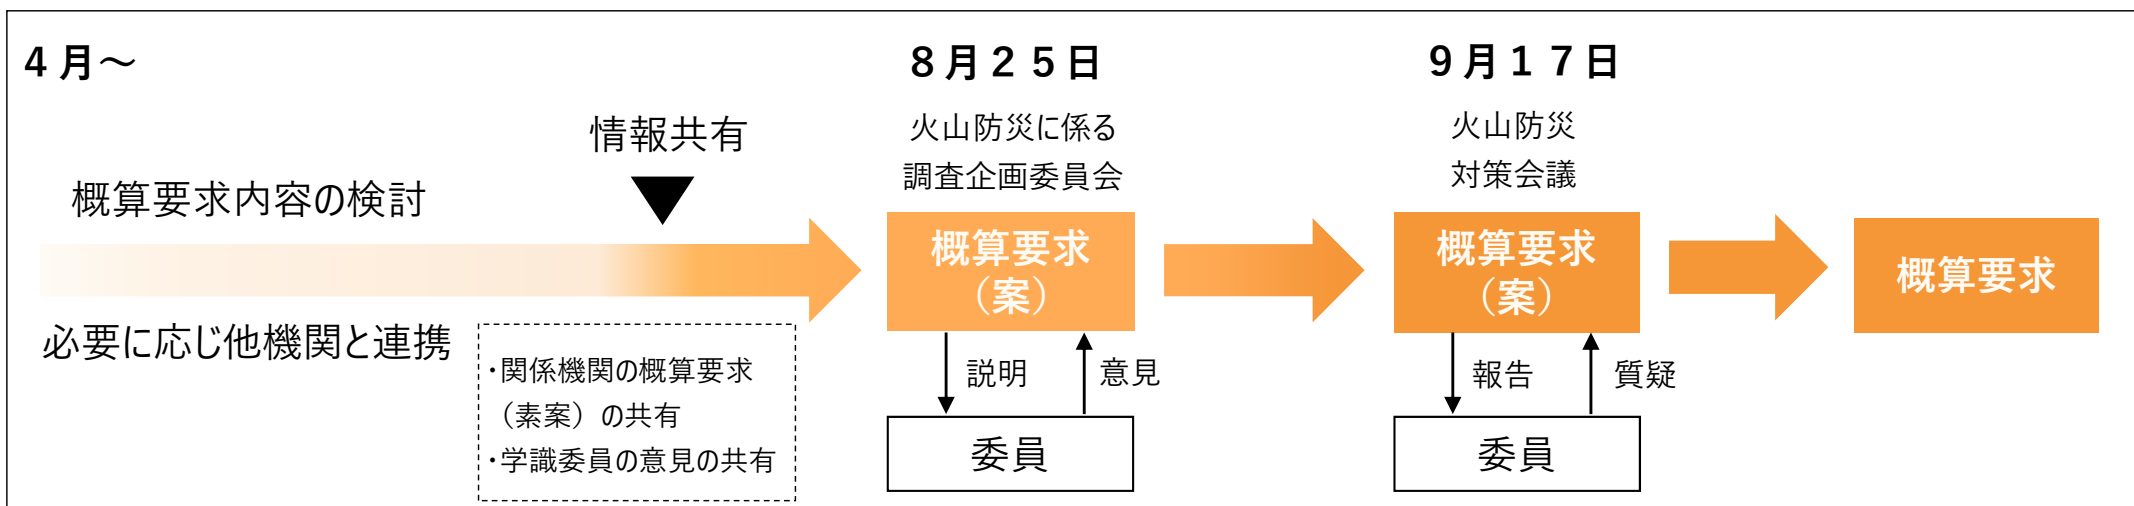 ４月～
概算要求内容の検討
必要に応じ他機関と連携
情報共有
・関係機関の概算要求
（素案）の共有
・学識委員の意見の共有
８月２５日
火山防災に係る
調査企画委員会
概算要求
（案）
説明
意見
委員
９月１７日
火山防災
対策会議
概算要求
（案）
報告
質疑
委員
概算要求